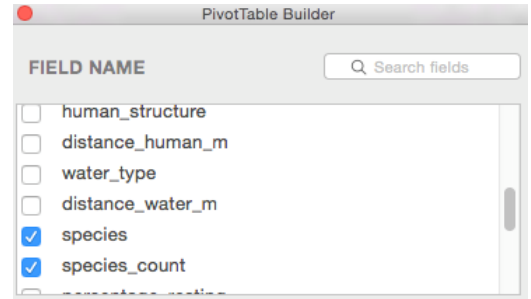 PivotTable Builder
FIELD NAME
Search fields
human_structure
distance_human_m
water_type
distance_water_m
species
species_count